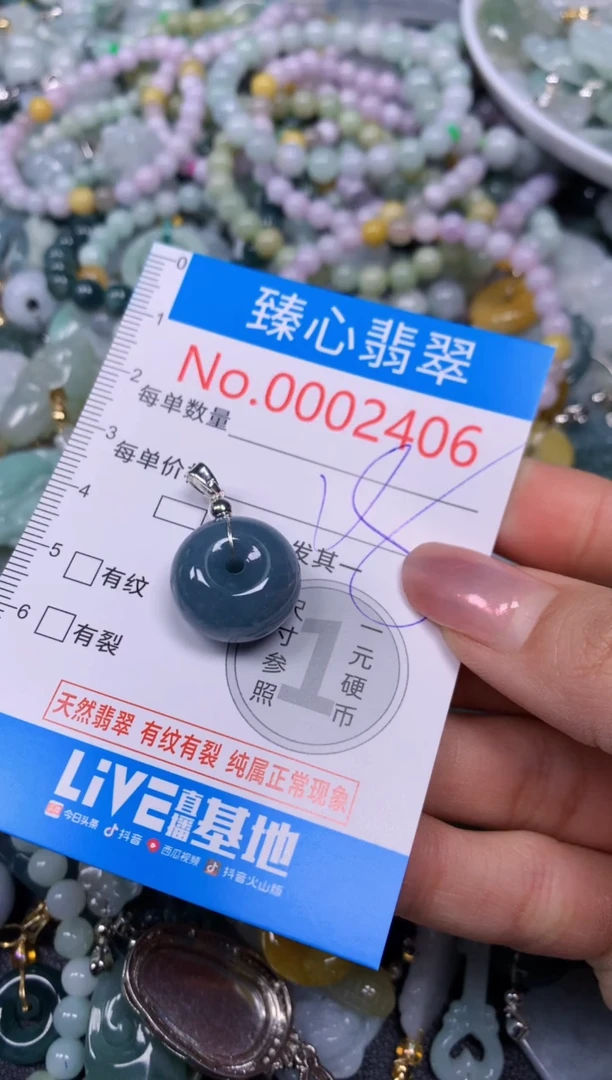 0
臻心翡翠
1
No.0002406
2
每单数量
3
每单价
18
4
发其一
5
有纹
6
有裂
寸参照
1
一元硬币
天然翡翠 有纹有裂 纯属正常现象
LiVE直播基地
今日头条 抖音 西瓜视频 抖音火山版